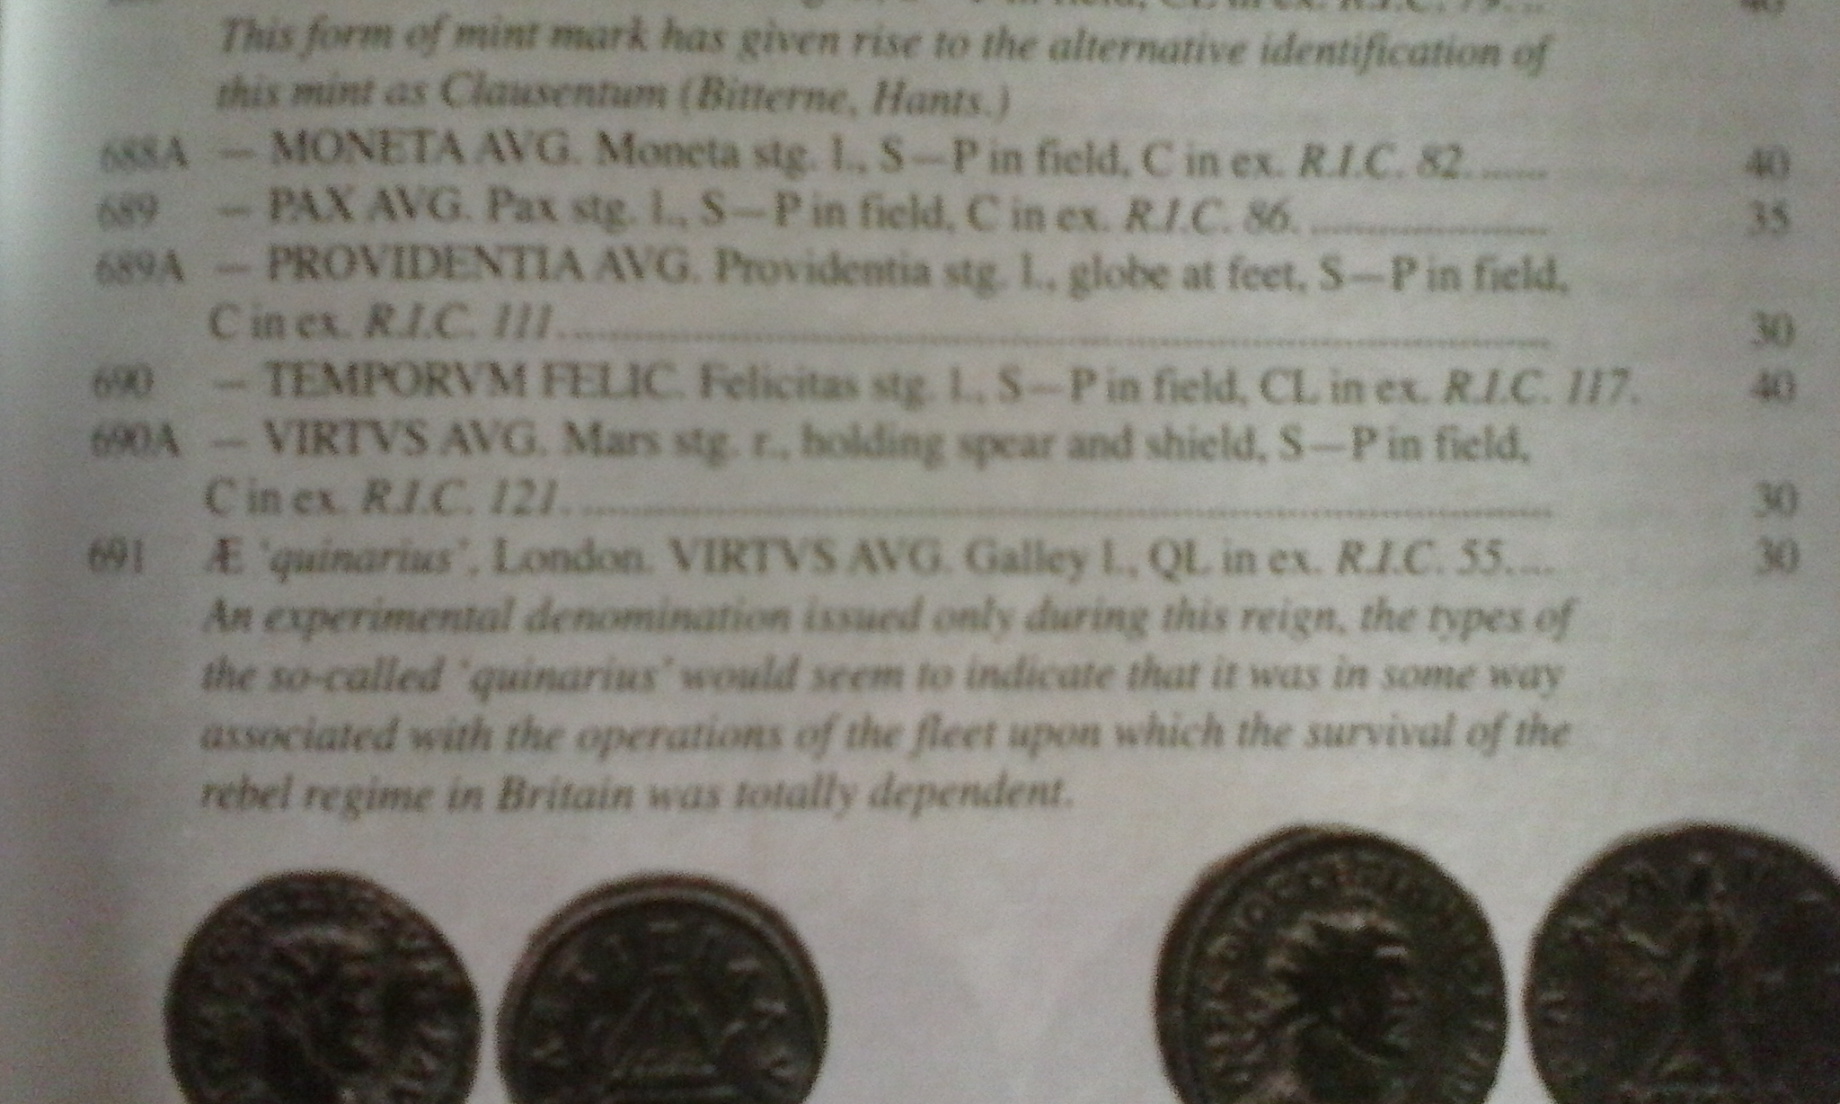 in field, CL in ex. R.I.C. 79....
This form of mint mark has given rise to the alternative identification of
this mint as Clausentum (Bitterne, Hants.)
688A — MONETA AVG. Moneta stg. l., S—P in field, C in ex. R.I.C. 82....... 40
689 — PAX AVG. Pax stg. l., S—P in field, C in ex. R.I.C. 86. ........................ 35
689A — PROVIDENTIA AVG. Providentia stg. l., globe at feet, S—P in field,
C in ex. R.I.C. 111.................................................................................... 30
690 — TEMPORVM FELIC. Felicitas stg. l., S—P in field, CL in ex. R.I.C. 117. 40
690A — VIRTVS AVG. Mars stg. r., holding spear and shield, S—P in field,
C in ex. R.I.C. 121.................................................................................... 30
691 Æ 'quinarius', London. VIRTVS AVG. Galley l., QL in ex. R.I.C. 55.... 30
An experimental denomination issued only during this reign, the types of
the so-called 'quinarius' would seem to indicate that it was in some way
associated with the operations of the fleet upon which the survival of the
rebel regime in Britain was totally dependent.